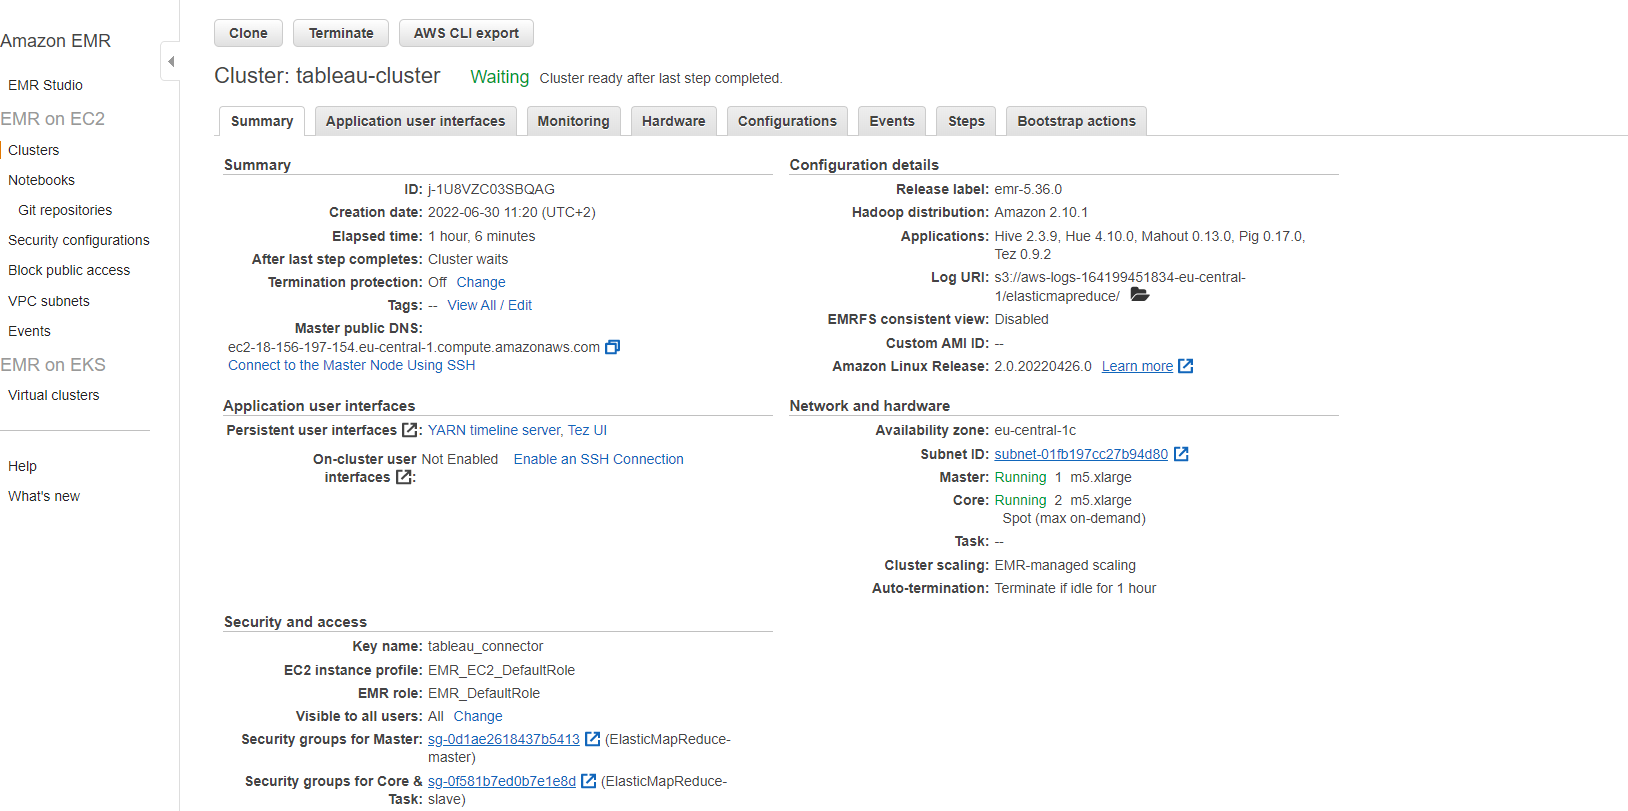 Amazon EMR
EMR Studio
EMR on EC2
Clusters
Notebooks
Git repositories
Security configurations
Block public access
VPC subnets
Events
EMR on EKS
Virtual clusters
Help
What's new
Clone Terminate AWS CLI export
Cluster: tableau-cluster Waiting Cluster ready after last step completed.
Summary Application user interfaces Monitoring Hardware Configurations Events Steps Bootstrap actions
Summary
ID: j-1U8VZC03SBQAG
Creation date: 2022-06-30 11:20 (UTC+2)
Elapsed time: 1 hour, 6 minutes
After last step completes: Cluster waits
Termination protection: Off Change
Tags: -- View All / Edit
Master public DNS:
ec2-18-156-197-154.eu-central-1.compute.amazonaws.com
Connect to the Master Node Using SSH
Configuration details
Release label: emr-5.36.0
Hadoop distribution: Amazon 2.10.1
Applications: Hive 2.3.9, Hue 4.10.0, Mahout 0.13.0, Pig 0.17.0,
Tez 0.9.2
Log URI: s3://aws-logs-164199451834-eu-central-
1/elasticmapreduce/
EMRFS consistent view: Disabled
Custom AMI ID: --
Amazon Linux Release: 2.0.20220426.0 Learn more
Application user interfaces
Persistent user interfaces : YARN timeline server, Tez UI
On-cluster user Not Enabled Enable an SSH Connection
interfaces :
Network and hardware
Availability zone: eu-central-1c
Subnet ID: subnet-01fb197cc27b94d80
Master: Running 1 m5.xlarge
Core: Running 2 m5.xlarge
Spot (max on-demand)
Task: --
Cluster scaling: EMR-managed scaling
Auto-termination: Terminate if idle for 1 hour
Security and access
Key name: tableau_connector
EC2 instance profile: EMR_EC2_DefaultRole
EMR role: EMR_DefaultRole
Visible to all users: All Change
Security groups for Master: sg-0d1ae2618437b5413 (ElasticMapReduce-
master)
Security groups for Core & sg-0f581b7ed0b7e1e8d (ElasticMapReduce-
Task: slave)